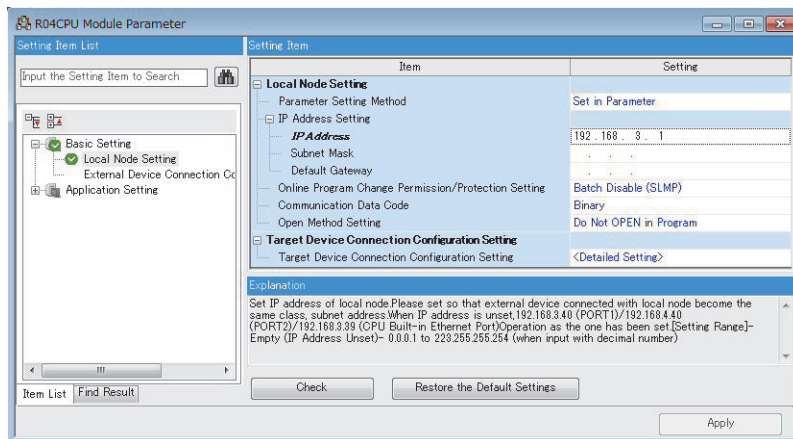 R04CPU Module Parameter
Setting Item List
Input the Setting Item to Search
Basic Setting
Local Node Setting
External Device Connection Co
Application Setting
Item List
Find Result
Setting Item
Item Setting
Local Node Setting
Parameter Setting Method Set in Parameter
IP Address Setting
IP Address 192 . 168 . 3 . 1
Subnet Mask . . .
Default Gateway . . .
Online Program Change Permission/Protection Setting Batch Disable (SLMP)
Communication Data Code Binary
Open Method Setting Do Not OPEN in Program
Target Device Connection Configuration Setting
Target Device Connection Configuration Setting <Detailed Setting>
Explanation
Set IP address of local node.Please set so that external device connected with local node become the
same class, subnet address.When IP address is unset,192.168.3.40 (PORT1)/192.168.4.40
(PORT2)/192.168.3.39 (CPU Built-in Ethernet Port)Operation as the one has been set.[Setting Range]-
Empty (IP Address Unset)- 0.0.0.1 to 223.255.255.254 (when input with decimal number)
Check
Restore the Default Settings
Apply